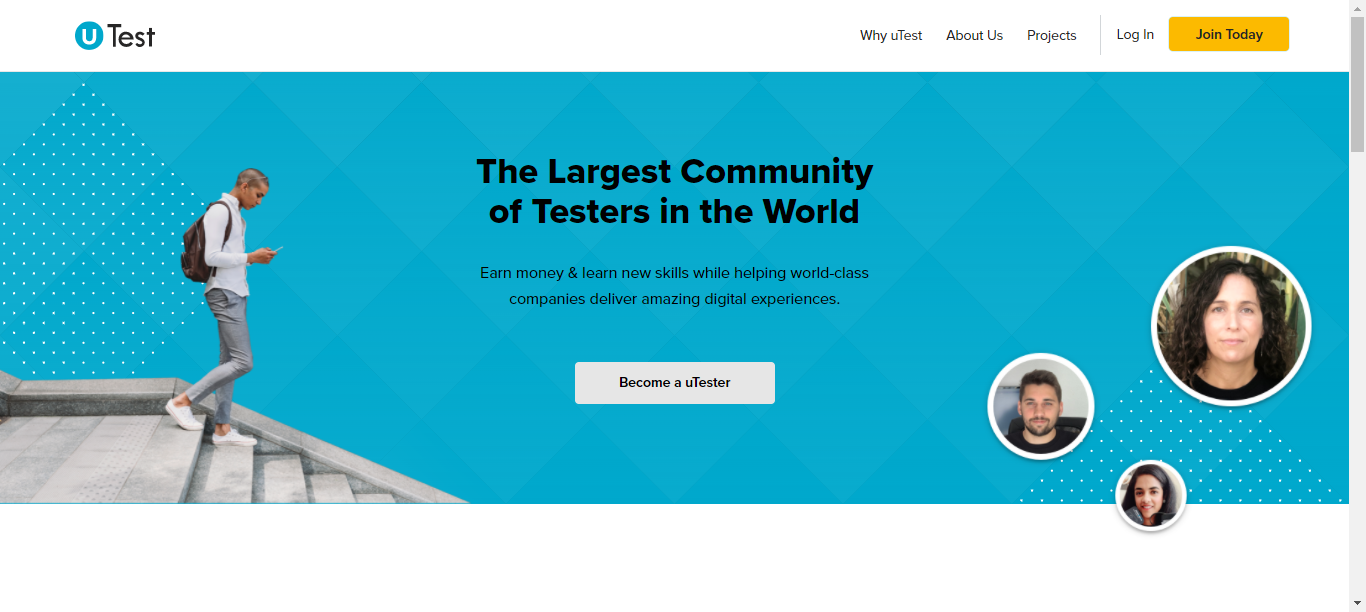 uTest
Why uTest
About Us
Projects
Log In
Join Today
The Largest Community
of Testers in the World
Earn money & learn new skills while helping world-class
companies deliver amazing digital experiences.
Become a uTester